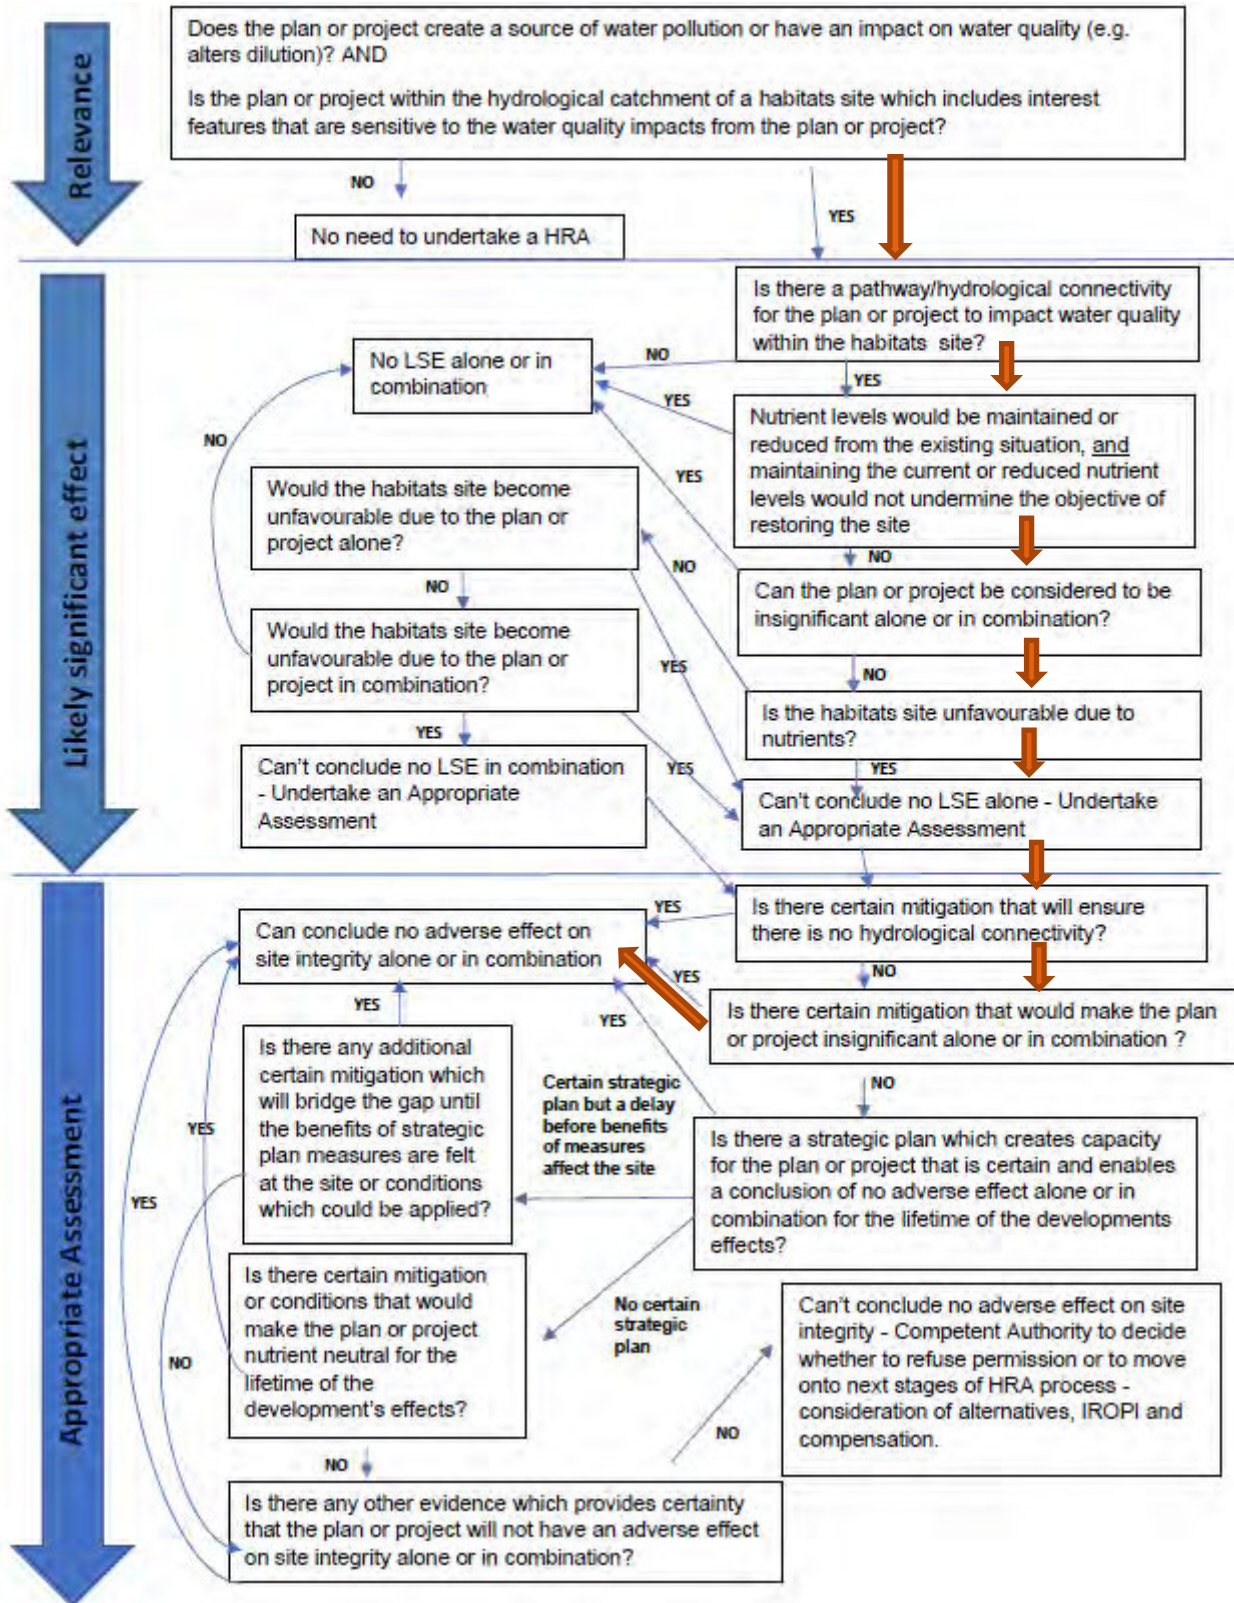 Relevance
Does the plan or project create a source of water pollution or have an impact on water quality (e.g.
alters dilution)? AND
Is the plan or project within the hydrological catchment of a habitats site which includes interest
features that are sensitive to the water quality impacts from the plan or project?
NO
YES
No need to undertake a HRA
Likely significant effect
Is there a pathway/hydrological connectivity
for the plan or project to impact water quality
within the habitats site?
NO
YES
No LSE alone or in
combination
YES
Nutrient levels would be maintained or
reduced from the existing situation, and
maintaining the current or reduced nutrient
levels would not undermine the objective of
restoring the site
NO
YES
NO
Would the habitats site become
unfavourable due to the plan or
project alone?
NO
NO
Can the plan or project be considered to be
insignificant alone or in combination?
NO
Would the habitats site become
unfavourable due to the plan or
project in combination?
YES
YES
Is the habitats site unfavourable due to
nutrients?
YES
Can't conclude no LSE in combination
- Undertake an Appropriate
Assessment
YES
Can't conclude no LSE alone - Undertake
an Appropriate Assessment
Appropriate Assessment
Is there certain mitigation that will ensure
there is no hydrological connectivity?
YES
NO
Can conclude no adverse effect on
site integrity alone or in combination
YES
Is there certain mitigation that would make the plan
or project insignificant alone or in combination ?
NO
YES
YES
Is there any additional
certain mitigation which
will bridge the gap until
the benefits of strategic
plan measures are felt
at the site or conditions
which could be applied?
Certain strategic
plan but a delay
before benefits
of measures
affect the site
Is there a strategic plan which creates capacity
for the plan or project that is certain and enables
a conclusion of no adverse effect alone or in
combination for the lifetime of the developments
effects?
YES
YES
NO
Is there certain mitigation
or conditions that would
make the plan or project
nutrient neutral for the
lifetime of the
development's effects?
No certain
strategic
plan
Can't conclude no adverse effect on site
integrity - Competent Authority to decide
whether to refuse permission or to move
onto next stages of HRA process -
consideration of alternatives, IROPI and
compensation.
NO
NO
Is there any other evidence which provides certainty
that the plan or project will not have an adverse effect
on site integrity alone or in combination?